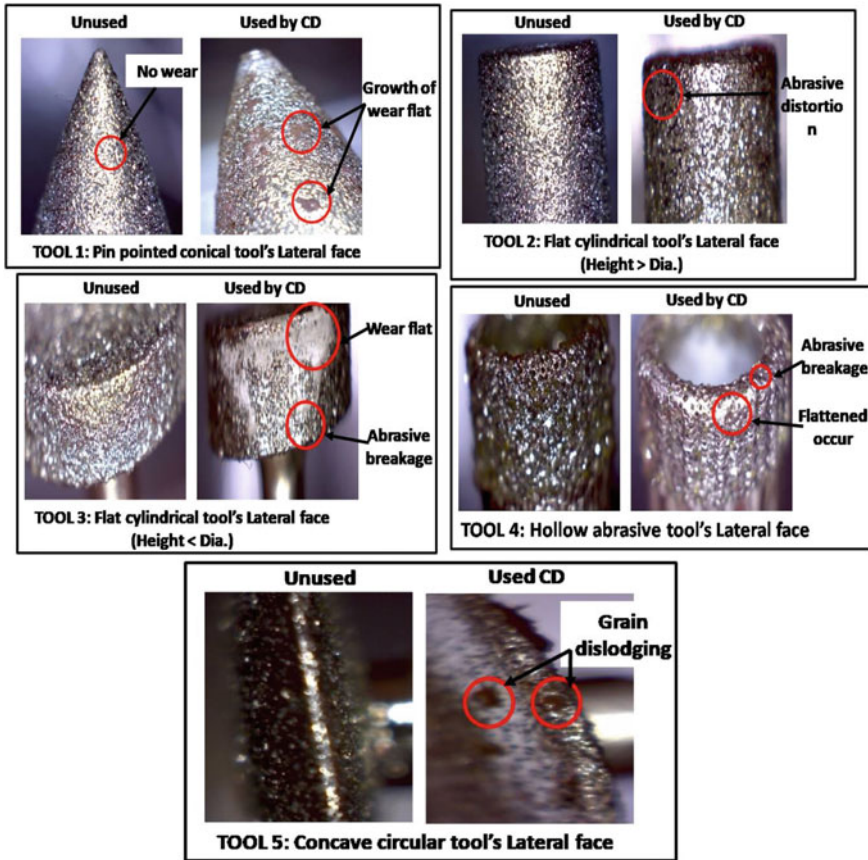 Unused
Used by CD
No wear
Growth of
wear flat
TOOL 1: Pin pointed conical tool's Lateral face
Unused
Used by CD
Abrasive
distortio
n
TOOL 2: Flat cylindrical tool's Lateral face
(Height > Dia.)
Unused
Used by CD
Wear flat
Abrasive
breakage
TOOL 3: Flat cylindrical tool's Lateral face
(Height < Dia.)
Unused
Used by CD
Abrasive
breakage
Flattened
occur
TOOL 4: Hollow abrasive tool's Lateral face
Unused
Used CD
Grain
dislodging
TOOL 5: Concave circular tool's Lateral face